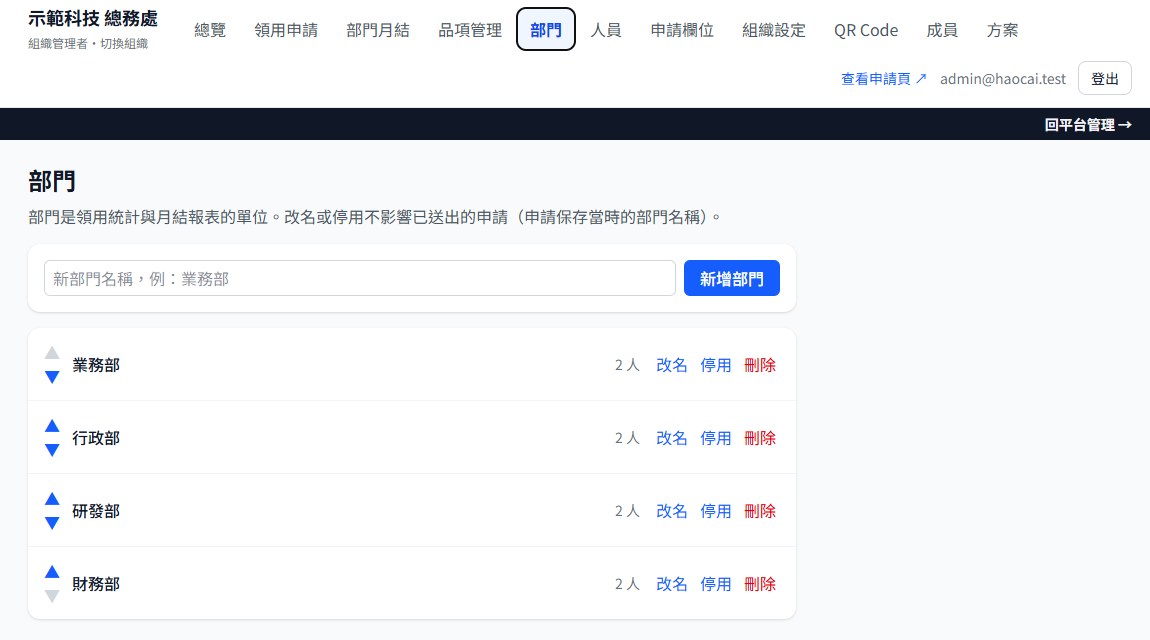 示範科技 總務處
組織管理者・切換組織
總覽 領用申請 部門月結 品項管理 部門 人員 申請欄位 組織設定 QR Code 成員 方案
查看申請頁 ↗ admin@haocai.test 登出
回平台管理 →
部門
部門是領用統計與月結報表的單位。改名或停用不影響已送出的申請（申請保存當時的部門名稱）。
新部門名稱，例：業務部 新增部門
▲ ▼ 業務部 2 人 改名 停用 刪除
▲ ▼ 行政部 2 人 改名 停用 刪除
▲ ▼ 研發部 2 人 改名 停用 刪除
▲ ▼ 財務部 2 人 改名 停用 刪除